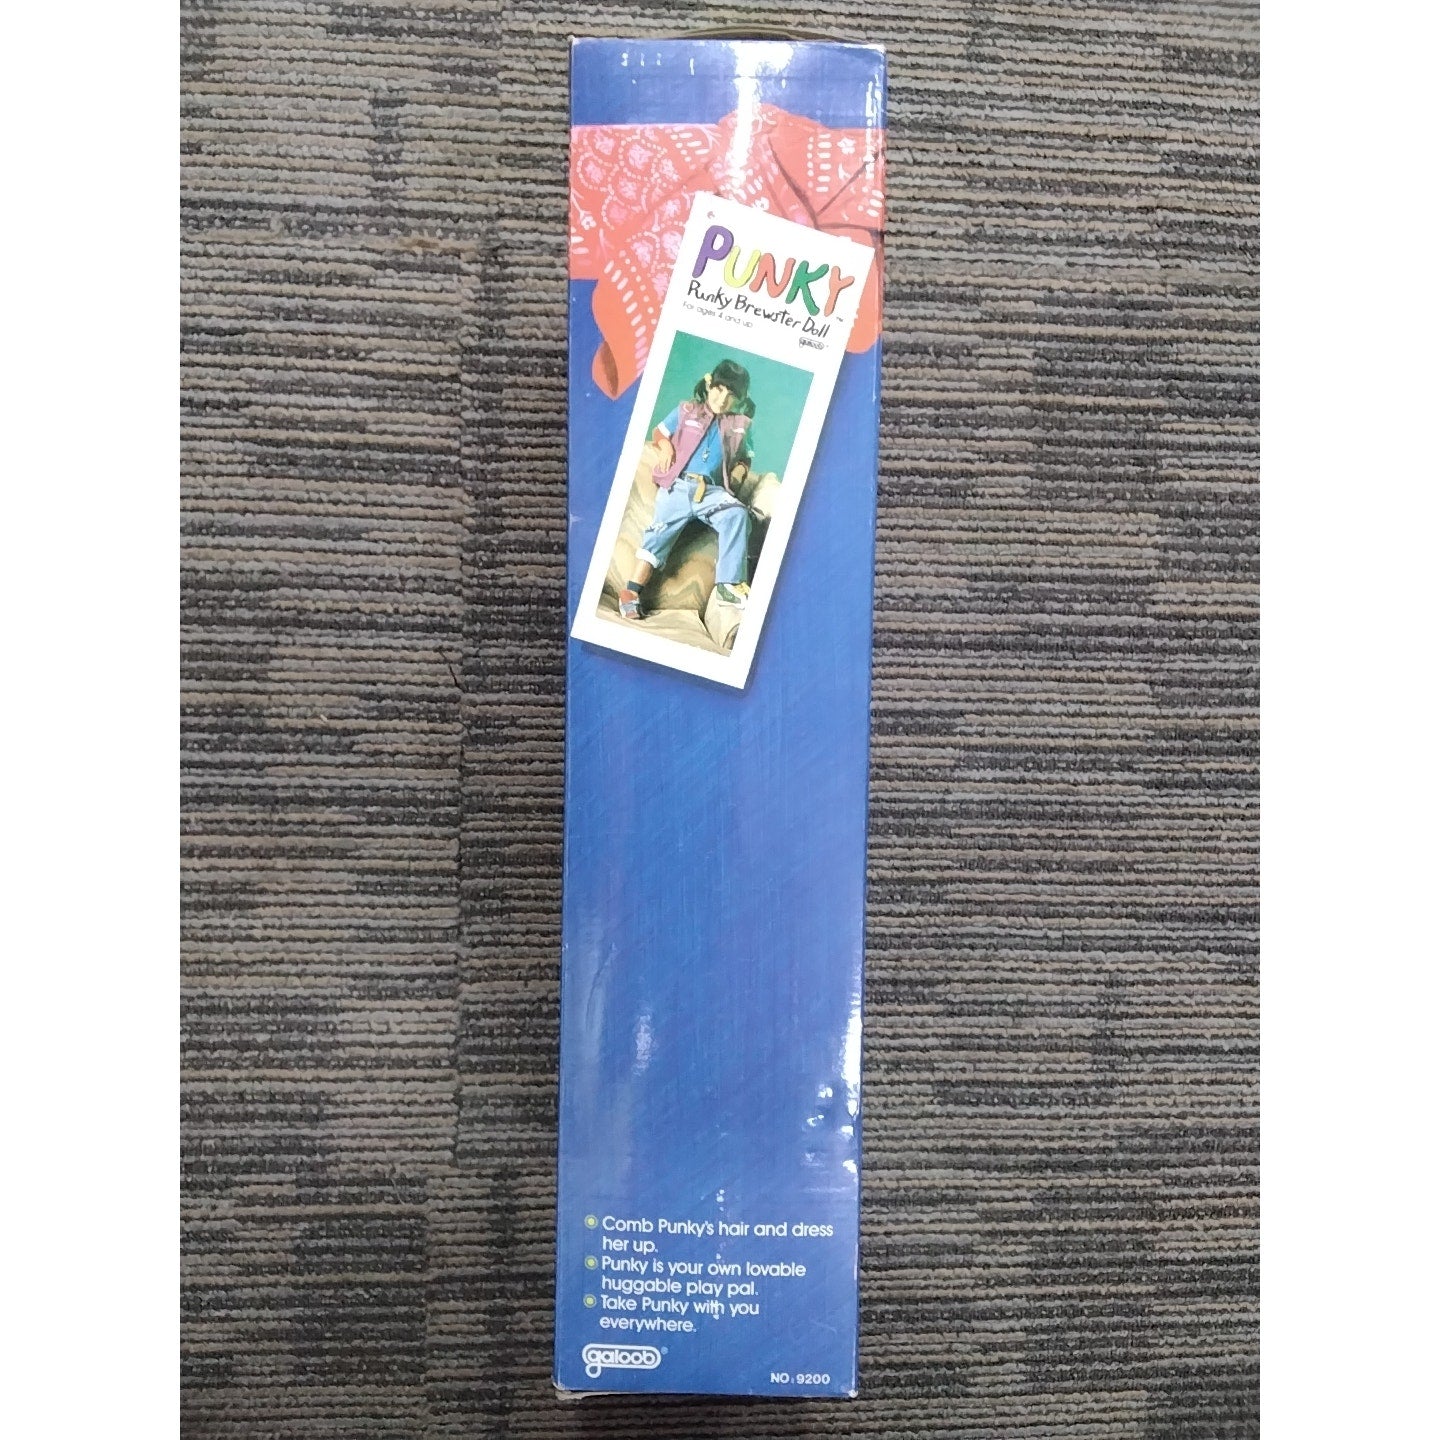 PUNKY™
Punky Brewster Doll
For ages 4 and up
galoob
Comb Punky's hair and dress
her up.
Punky is your own lovable
huggable play pal.
Take Punky with you
everywhere.
galoob®
NO: 9200